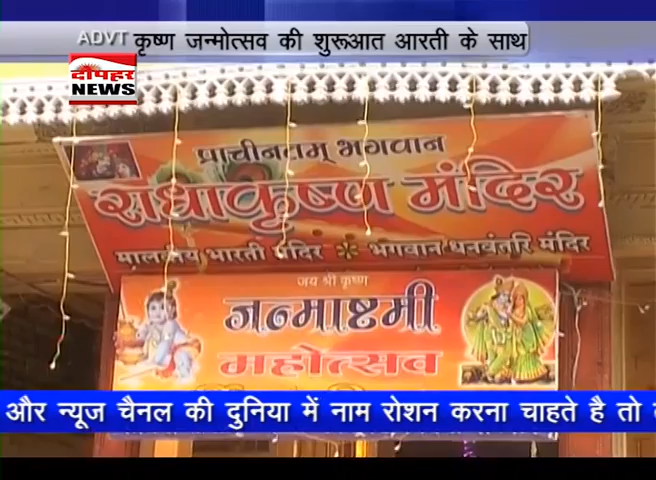 ADVT कृष्ण जन्मोत्सव की शुरूआत आरती के साथ
दीपहर
NEWS
प्राचीनतम् भगवान
राधाकृष्ण मंदिर
मालवीय भारती मंदिर भगवान धनवंतरि मंदिर
जय श्री कृष्ण
जन्माष्टमी
महोत्सव
और न्यूज चैनल की दुनिया में नाम रोशन करना चाहते है तो